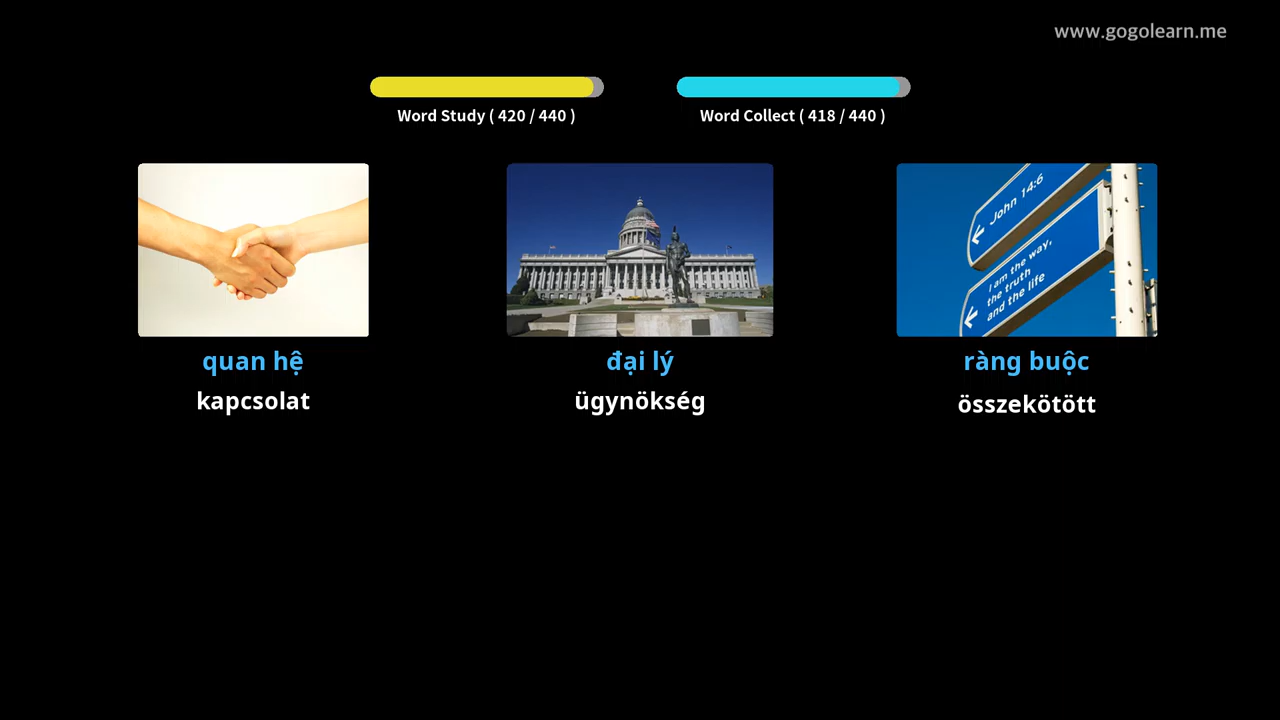 www.gogolearn.me
Word Study ( 420 / 440 )
Word Collect ( 418 / 440 )
John 14:6
I am the way,
the truth
and the life
quan hệ
đại lý
ràng buộc
kapcsolat
ügynökség
összekötött